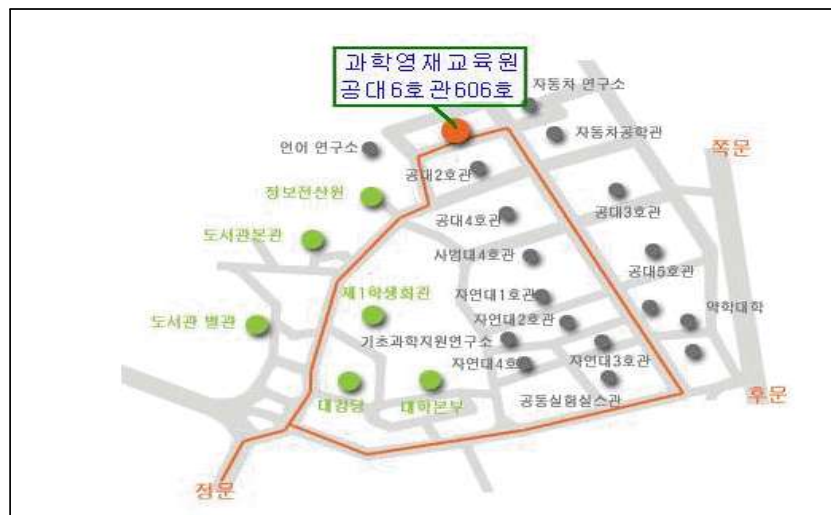 과학영재교육원
공대6호관606호
자동차 연구소
자동차공학관
언어 연구소
쪽문
공대2호관
정보전산원
공대3호관
공대4호관
도서관본관
사범대4호관
공대5호관
제1학생회관
자연대1호관
약학대학
도서관 별관
자연대2호관
기초과학지원연구소
자연대4호
자연대3호관
대강당
대학본부
공동실험실스관
후문
정문